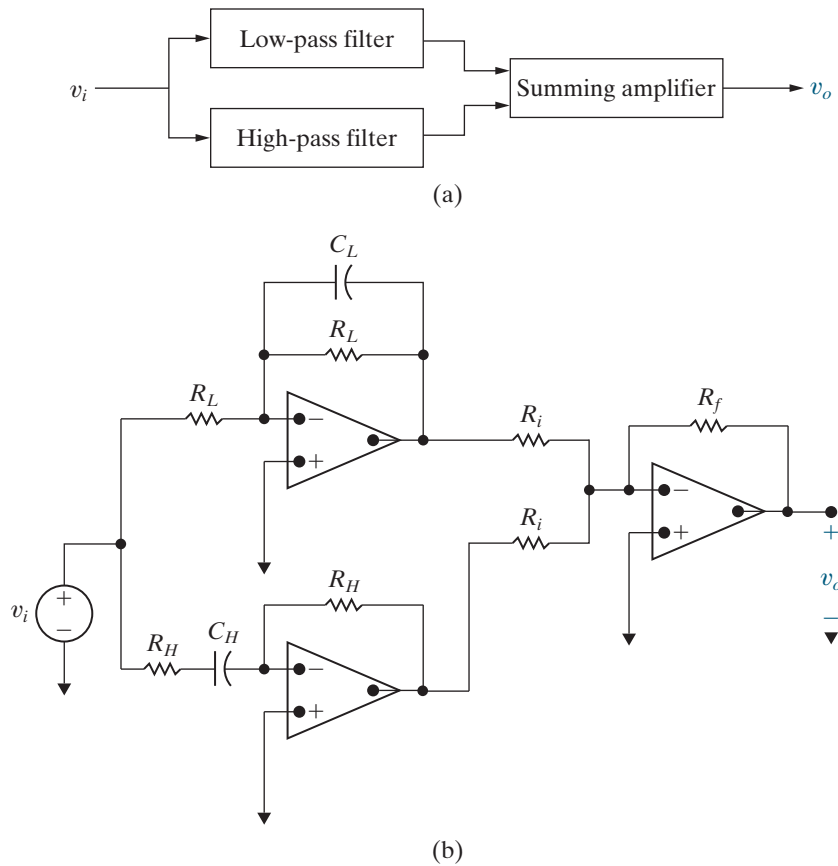 Low-pass filter
v_i
Summing amplifier
v_o
High-pass filter
(a)
C_L
R_L
R_L
−
+
R_i
R_f
R_i
−
+
+
v_o
−
v_i
+
−
R_H
R_H
C_H
−
+
(b)